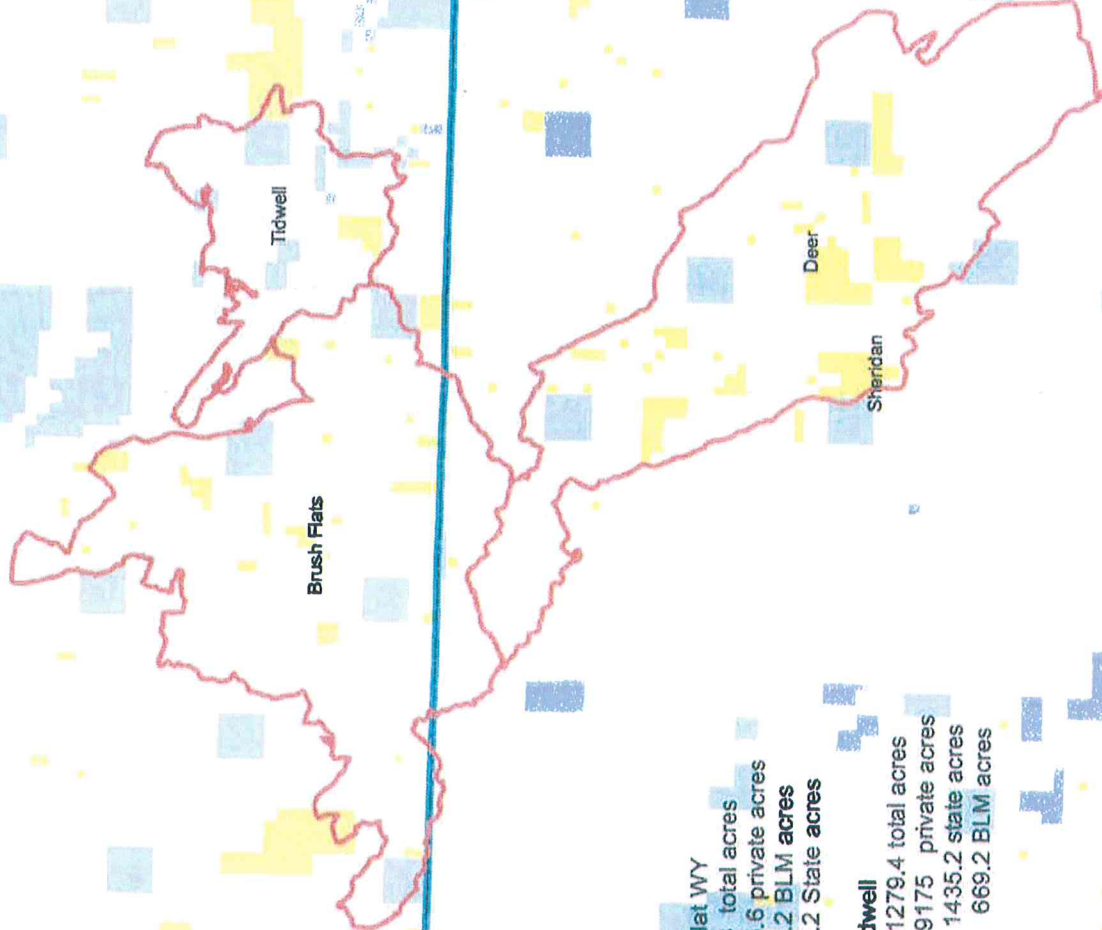 Tidwell
Brush Flats
Deer
Sheridan
lat WY
total acres
.6 private acres
.2 BLM acres
.2 State acres
dwell
1279.4 total acres
9175 private acres
1435.2 state acres
669.2 BLM acres